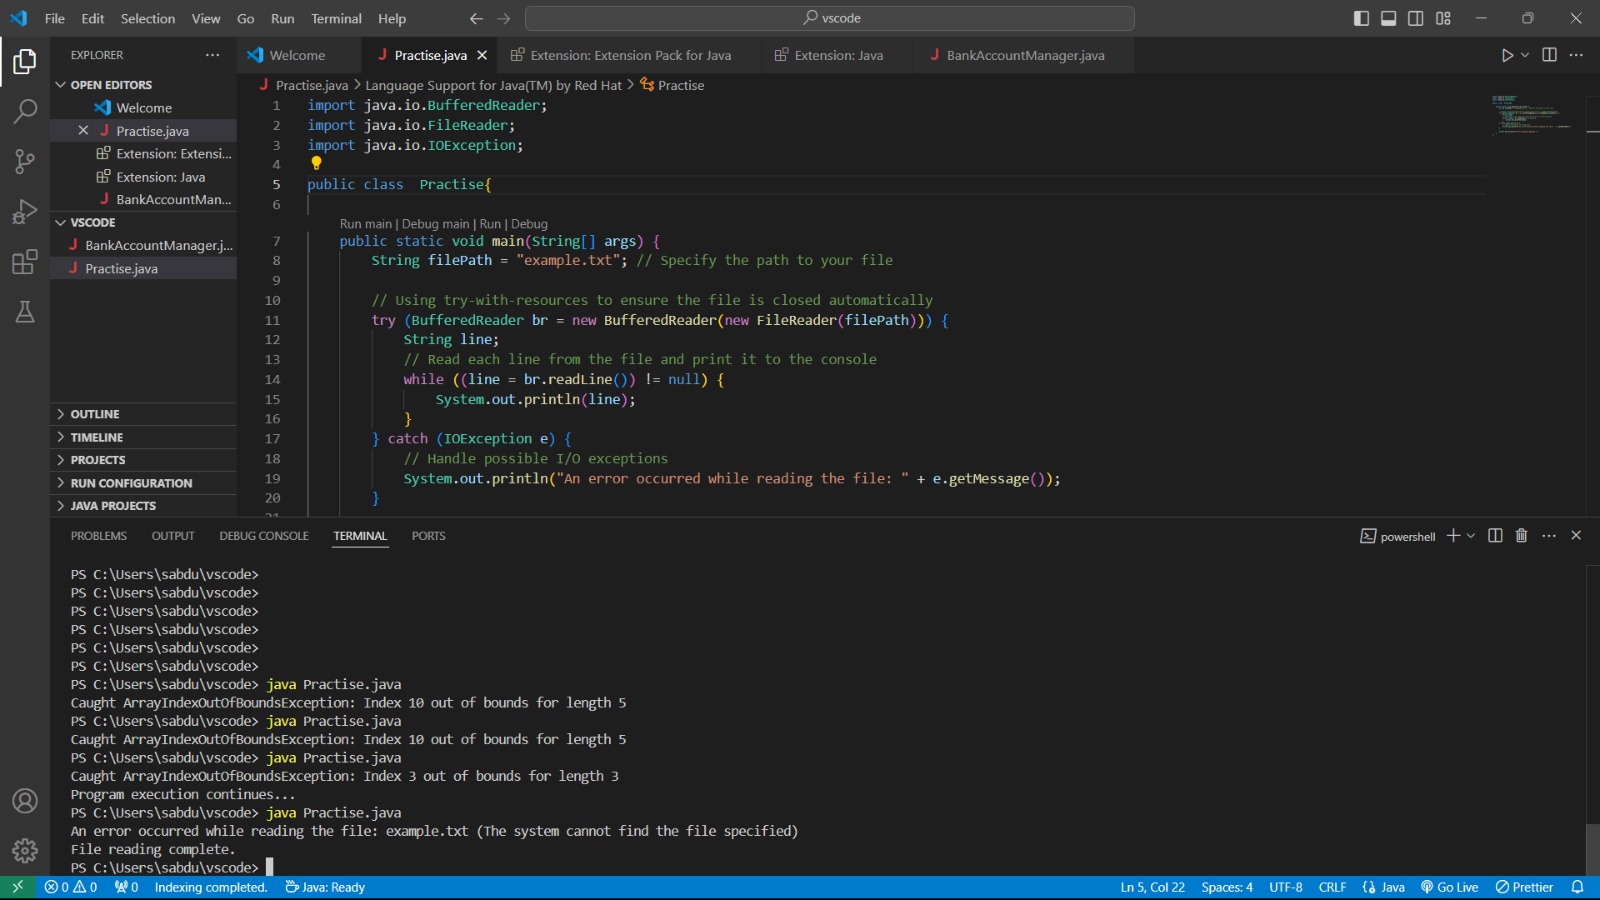 File Edit Selection View Go Run Terminal Help
vscode
EXPLORER
OPEN EDITORS
Welcome
Practise.java
Extension: Extensi...
Extension: Java
BankAccountMan...
VSCODE
BankAccountManager.j...
Practise.java
OUTLINE
TIMELINE
PROJECTS
RUN CONFIGURATION
JAVA PROJECTS
Welcome Practise.java Extension: Extension Pack for Java Extension: Java BankAccountManager.java
Practise.java > Language Support for Java(TM) by Red Hat > Practise
1 import java.io.BufferedReader;
2 import java.io.FileReader;
3 import java.io.IOException;
4
5 public class  Practise{
6
Run main | Debug main | Run | Debug
7 public static void main(String[] args) {
8 String filePath = "example.txt"; // Specify the path to your file
9
10 // Using try-with-resources to ensure the file is closed automatically
11 try (BufferedReader br = new BufferedReader(new FileReader(filePath))) {
12 String line;
13 // Read each line from the file and print it to the console
14 while ((line = br.readLine()) != null) {
15 System.out.println(line);
16 }
17 } catch (IOException e) {
18 // Handle possible I/O exceptions
19 System.out.println("An error occurred while reading the file: " + e.getMessage());
20 }
21
PROBLEMS OUTPUT DEBUG CONSOLE TERMINAL PORTS
powershell
PS C:\Users\sabdu\vscode>
PS C:\Users\sabdu\vscode>
PS C:\Users\sabdu\vscode>
PS C:\Users\sabdu\vscode>
PS C:\Users\sabdu\vscode>
PS C:\Users\sabdu\vscode>
PS C:\Users\sabdu\vscode> java Practise.java
Caught ArrayIndexOutOfBoundsException: Index 10 out of bounds for length 5
PS C:\Users\sabdu\vscode> java Practise.java
Caught ArrayIndexOutOfBoundsException: Index 10 out of bounds for length 5
PS C:\Users\sabdu\vscode> java Practise.java
Caught ArrayIndexOutOfBoundsException: Index 3 out of bounds for length 3
Program execution continues...
PS C:\Users\sabdu\vscode> java Practise.java
An error occurred while reading the file: example.txt (The system cannot find the file specified)
File reading complete.
PS C:\Users\sabdu\vscode>
0 0 0 Indexing completed. Java: Ready Ln 5, Col 22 Spaces: 4 UTF-8 CRLF Java Go Live Prettier